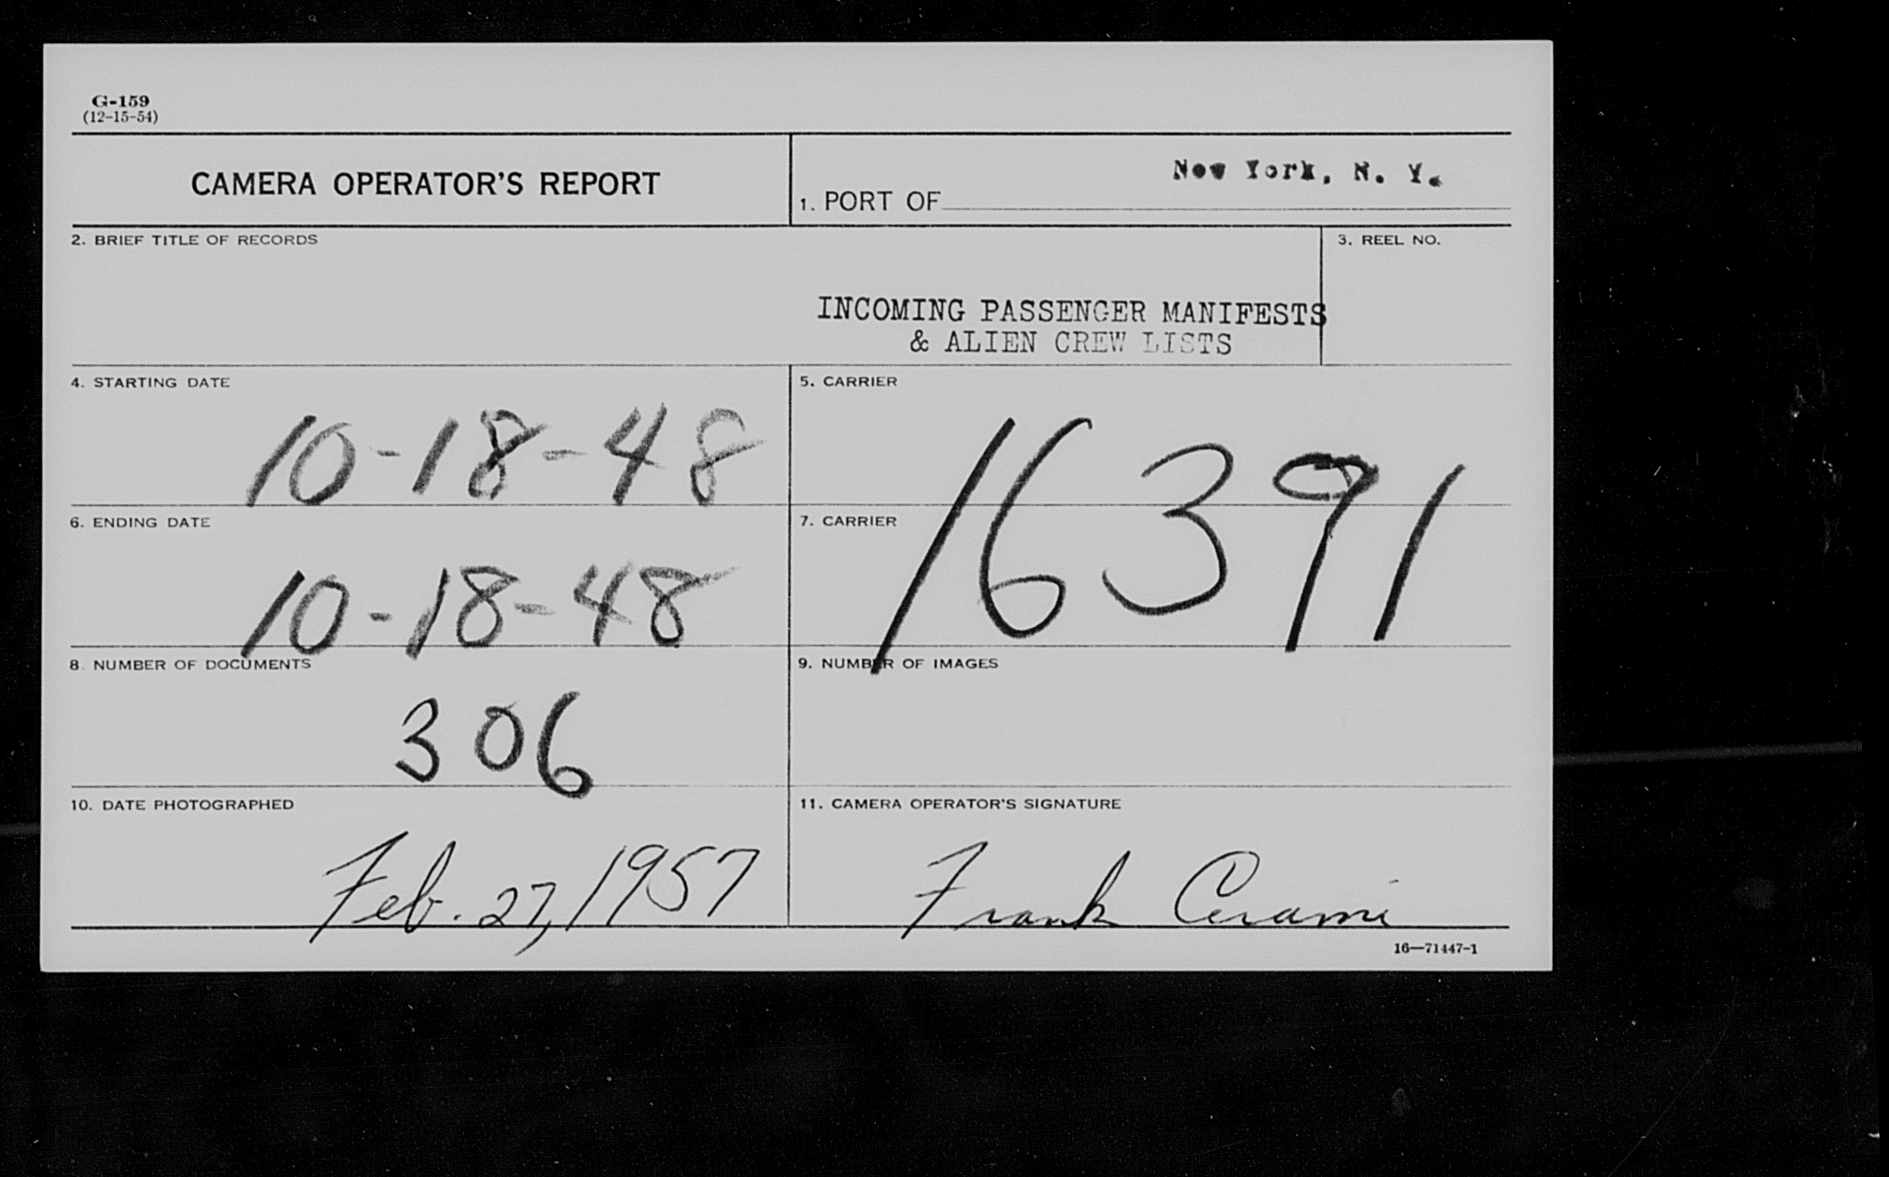 G-159
(12-15-54)
CAMERA OPERATOR'S REPORT
New York, N. Y.
1. PORT OF
2. BRIEF TITLE OF RECORDS
3. REEL NO.
INCOMING PASSENGER MANIFESTS
& ALIEN CREW LISTS
4. STARTING DATE
10-18-48
5. CARRIER
16391
6. ENDING DATE
10-18-48
7. CARRIER
8. NUMBER OF DOCUMENTS
306
9. NUMBER OF IMAGES
10. DATE PHOTOGRAPHED
Feb. 27, 1957
11. CAMERA OPERATOR'S SIGNATURE
Frank Cerami
16—71447-1